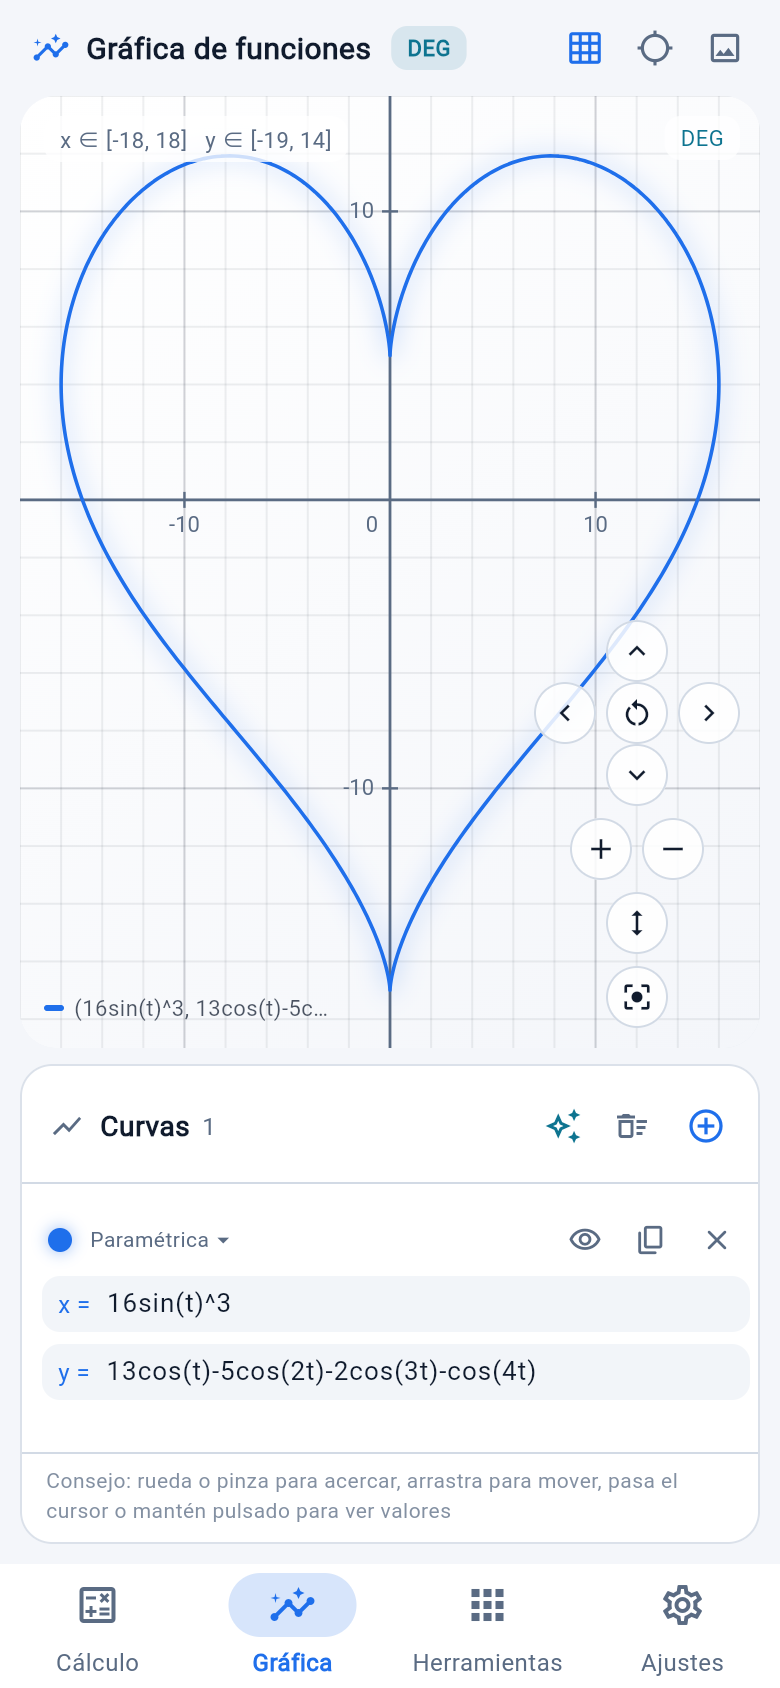 Gráfica de funciones DEG
x ∈ [-18, 18] y ∈ [-19, 14] DEG
10
-10 0 10
-10
(16sin(t)^3, 13cos(t)-5c…
Curvas 1
Paramétrica
x = 16sin(t)^3
y = 13cos(t)-5cos(2t)-2cos(3t)-cos(4t)
Consejo: rueda o pinza para acercar, arrastra para mover, pasa el
cursor o mantén pulsado para ver valores
Cálculo Gráfica Herramientas Ajustes